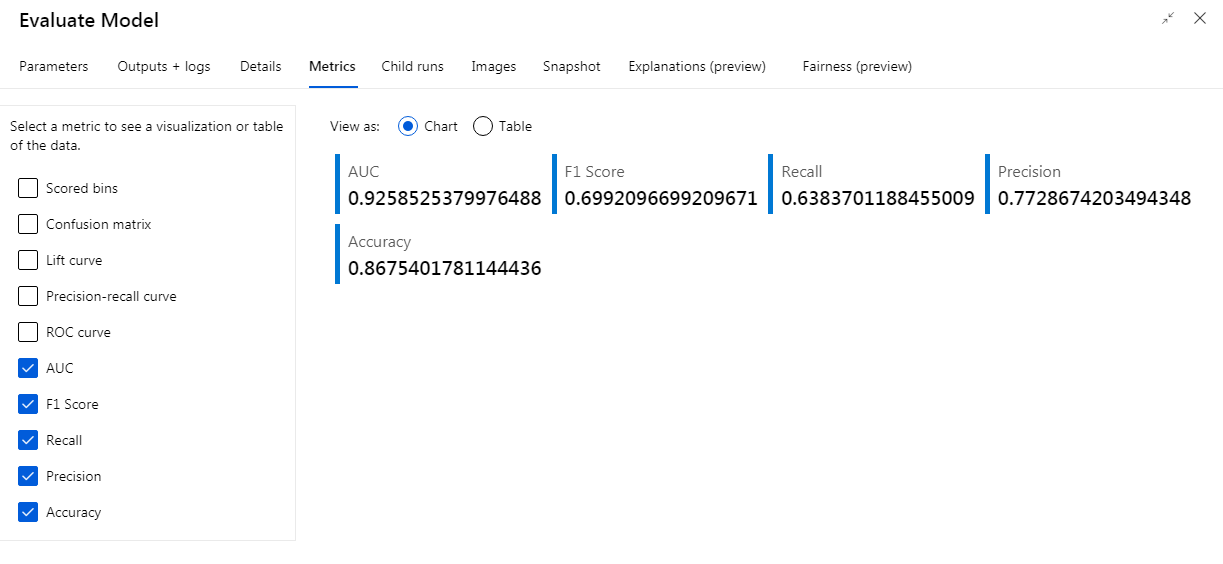 Evaluate Model
Parameters Outputs + logs Details Metrics Child runs Images Snapshot Explanations (preview) Fairness (preview)
Select a metric to see a visualization or table
of the data.
Scored bins
Confusion matrix
Lift curve
Precision-recall curve
ROC curve
AUC
F1 Score
Recall
Precision
Accuracy
View as: Chart Table
AUC F1 Score Recall Precision
0.9258525379976488 0.6992096699209671 0.6383701188455009 0.7728674203494348
Accuracy
0.8675401781144436